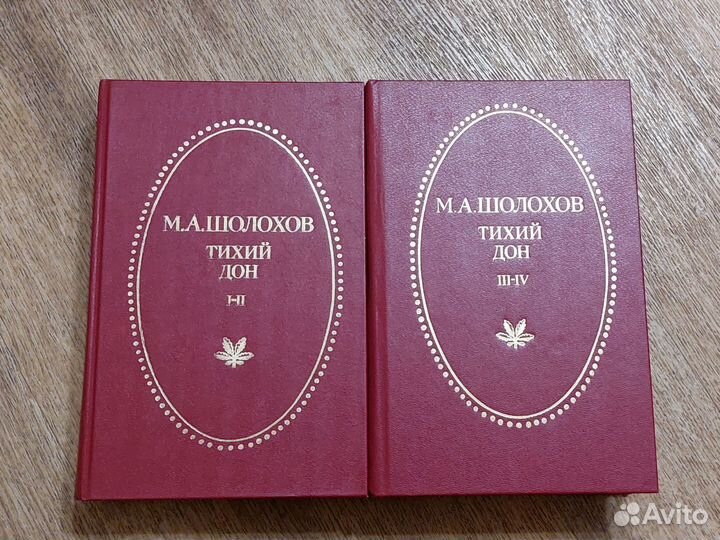 М.А.ШОЛОХОВ
ТИХИЙ
ДОН
I-II
М.А.ШОЛОХОВ
ТИХИЙ
ДОН
III-IV
Avito